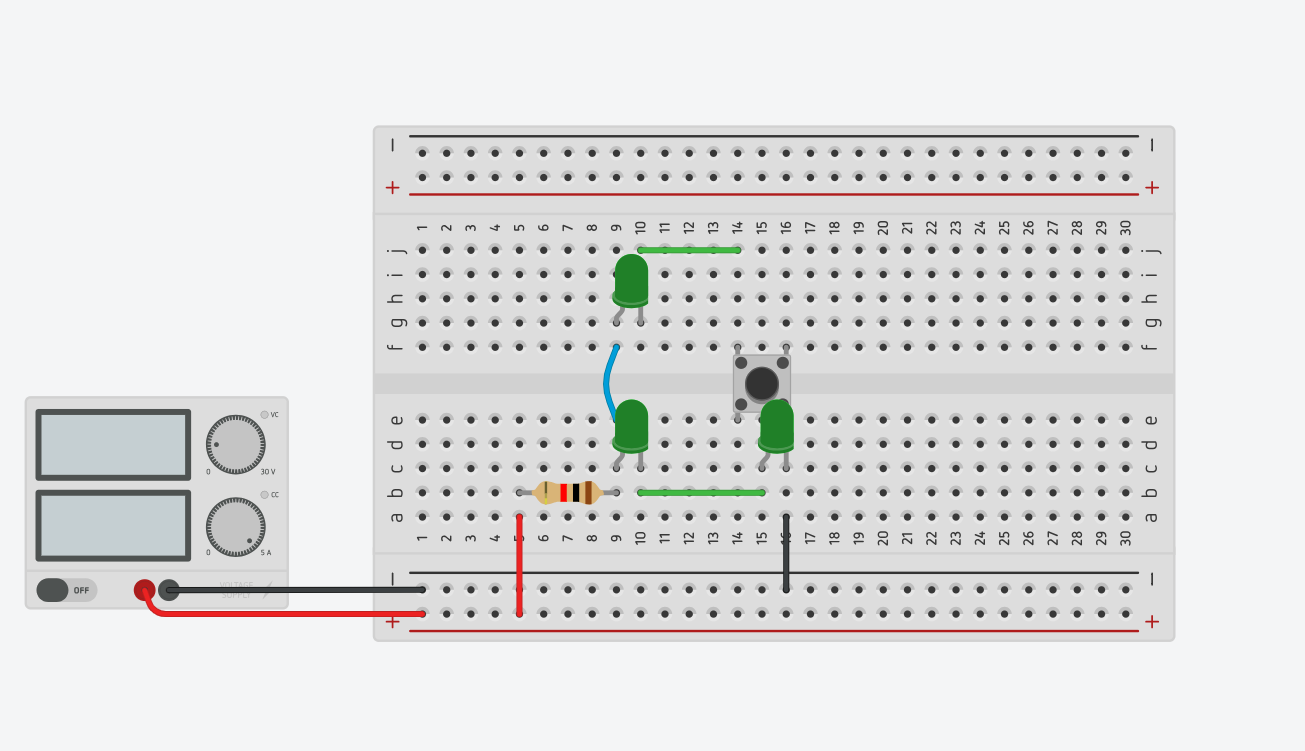 − −
+ +
1 2 3 4 5 6 7 8 9 10 11 12 13 14 15 16 17 18 19 20 21 22 23 24 25 26 27 28 29 30
j j
i i
h h
g g
f f
e e
d d
c c
b b
a a
1 2 3 4 5 6 7 8 9 10 11 12 13 14 15 16 17 18 19 20 21 22 23 24 25 26 27 28 29 30
− −
+ +
VC
0 30 V
CC
0 5 A
OFF
VOLTAGE
SUPPLY